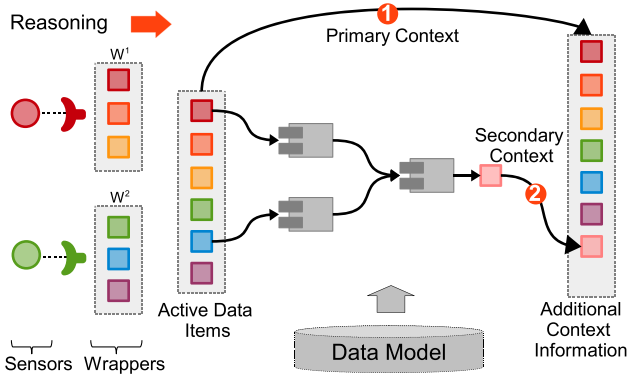 Reasoning
1
Primary Context
W1
Secondary
Context
2
W2
Active Data
Items
Additional
Context
Information
Data Model
Sensors
Wrappers